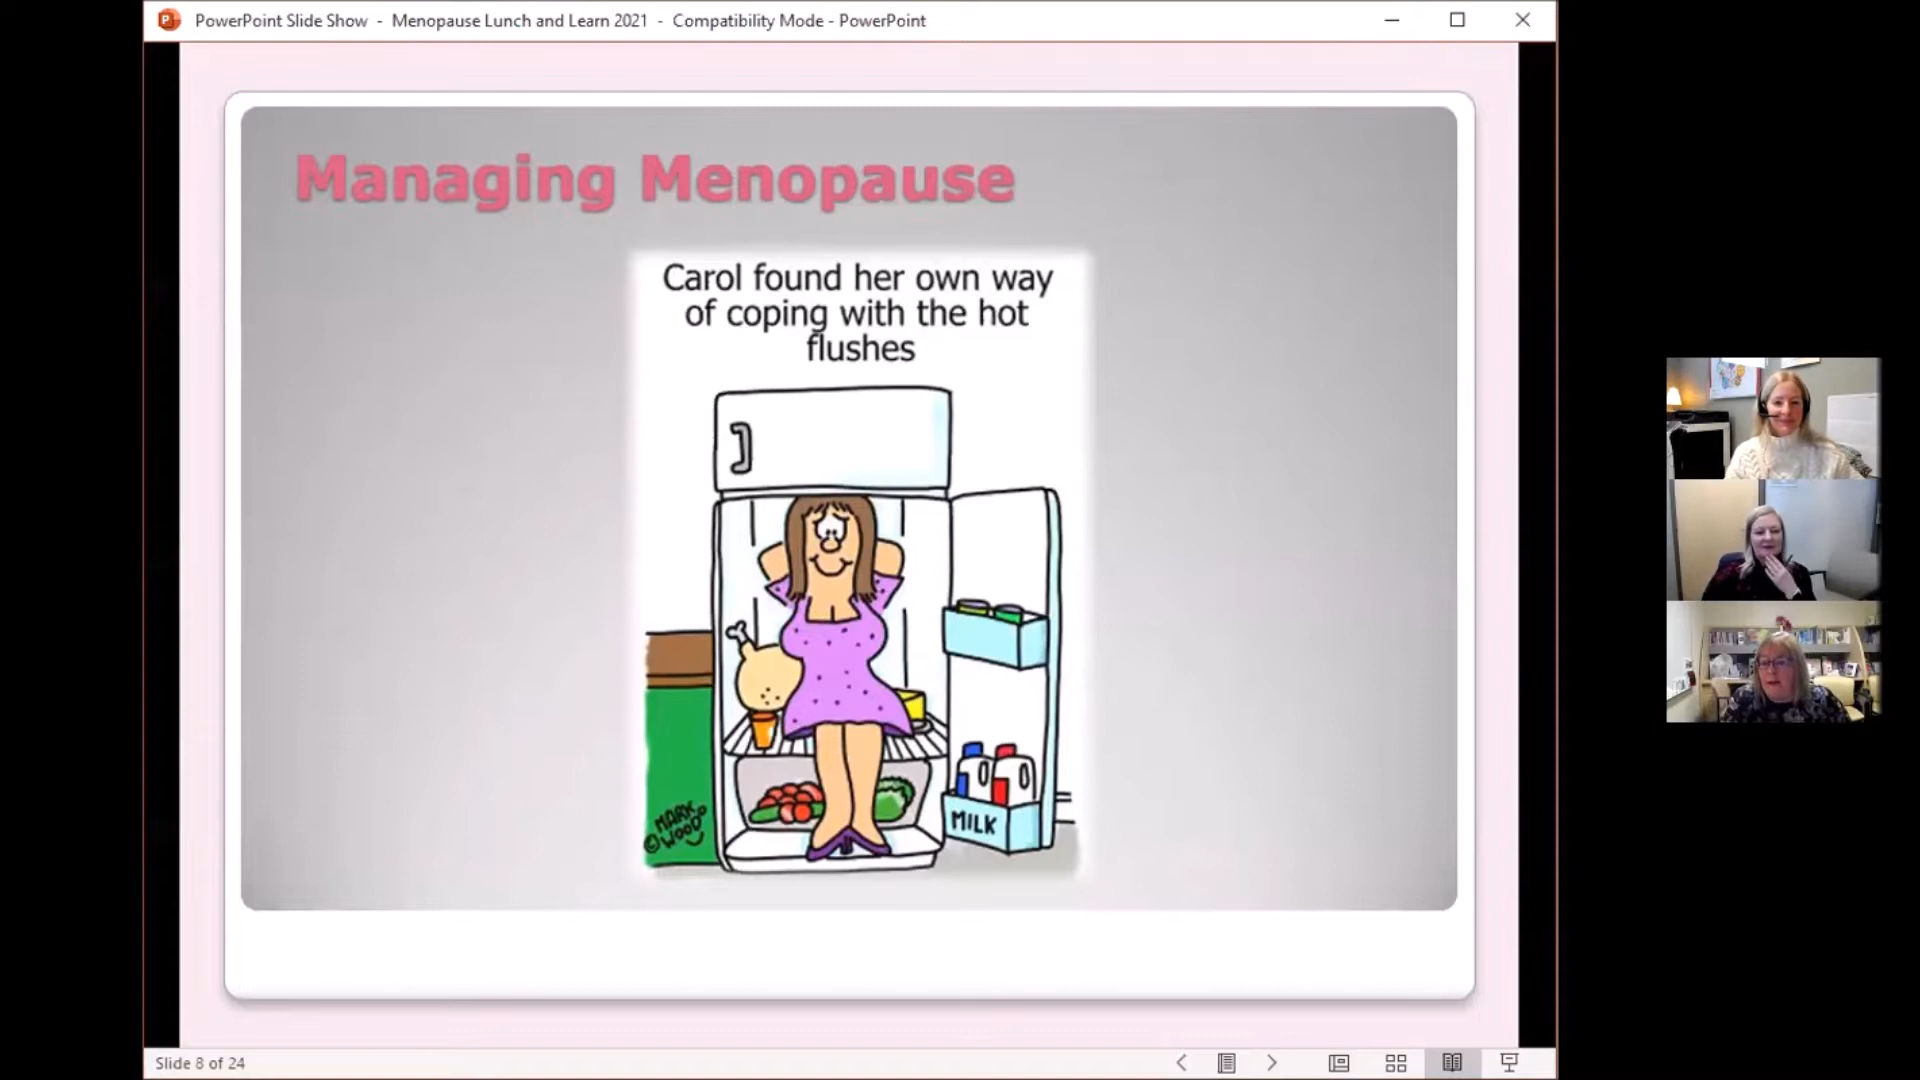 PowerPoint Slide Show - Menopause Lunch and Learn 2021 - Compatibility Mode - PowerPoint
Managing Menopause
Carol found her own way
of coping with the hot
flushes
MILK
©MARK
WOOD
Slide 8 of 24